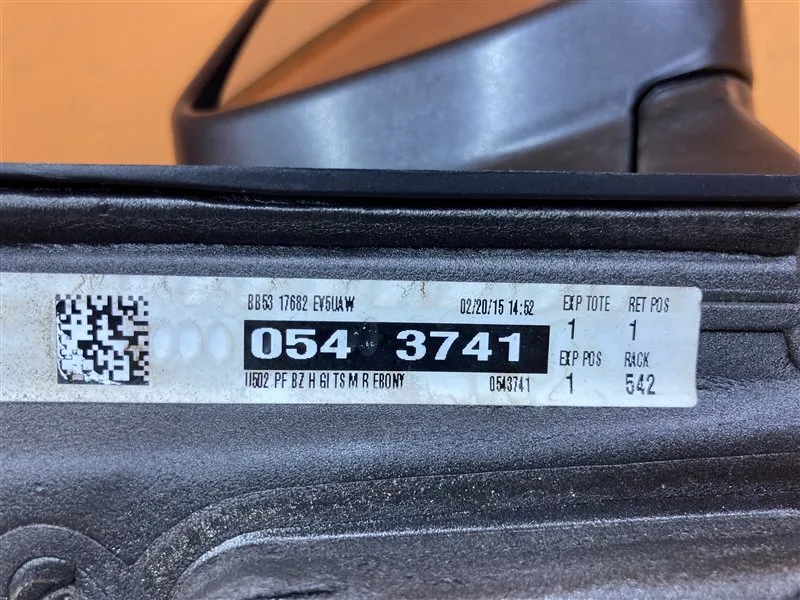 BB53 17682 EV5UAW
02/20/15 14:52
EXP TOTE RET POS
1 1
054 3741
EXP POS RACK
1 542
U502 PF BZ H GI TS M R EBONY
0543741